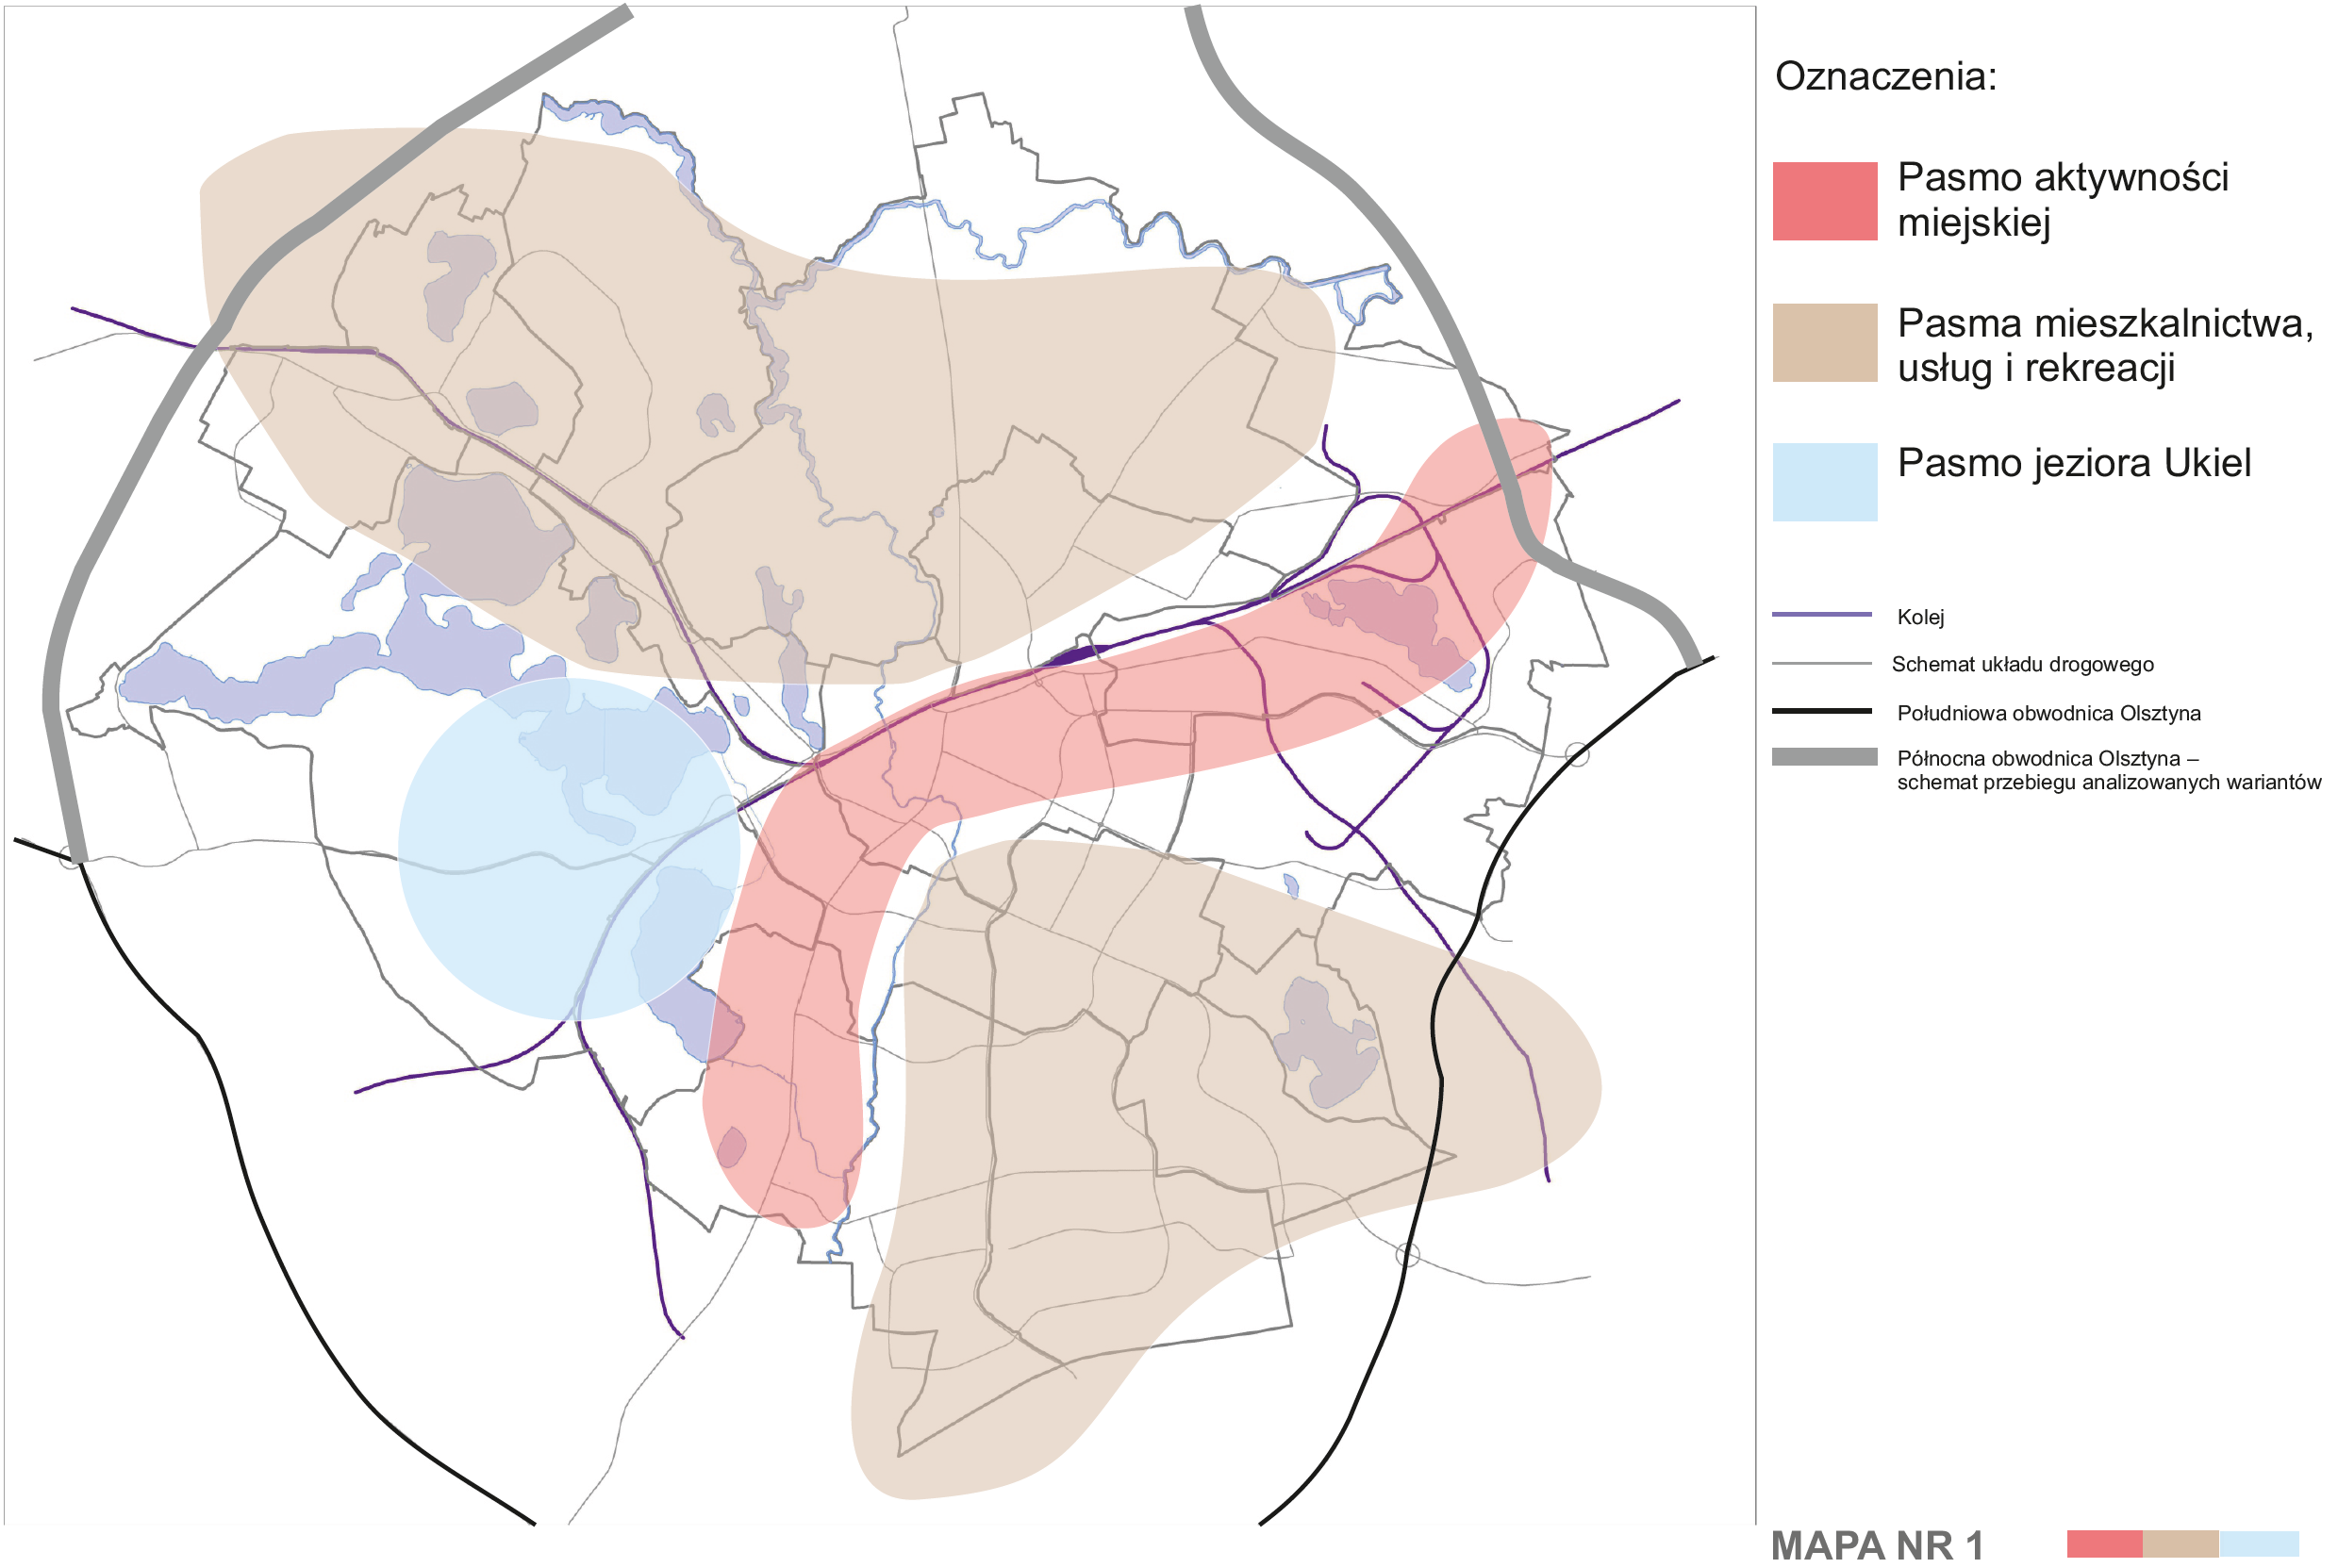 Oznaczenia:
Pasmo aktywności
miejskiej
Pasma mieszkalnictwa,
usług i rekreacji
Pasmo jeziora Ukiel
Kolej
Schemat układu drogowego
Południowa obwodnica Olsztyna
Północna obwodnica Olsztyna –
schemat przebiegu analizowanych wariantów
MAPA NR 1